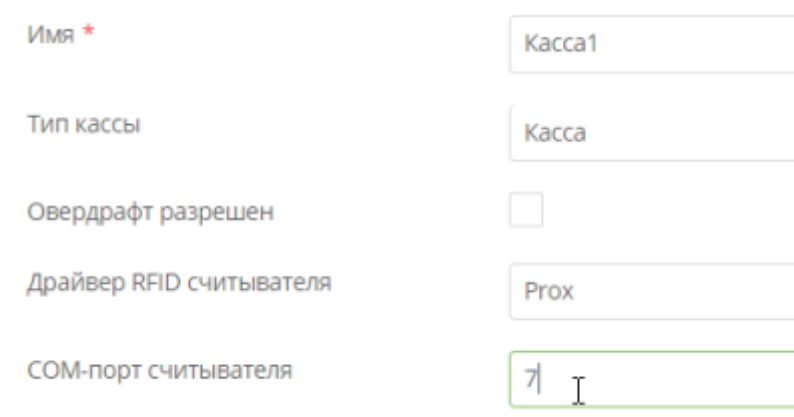 Имя *
Касса1
Тип кассы
Касса
Овердрафт разрешен
Драйвер RFID считывателя
Prox
COM-порт считывателя
7